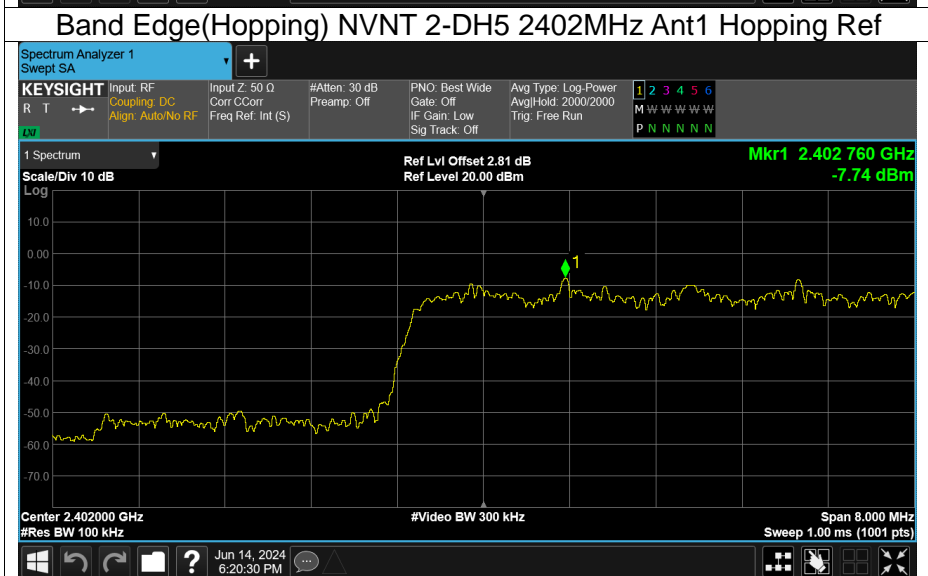 Band Edge(Hopping) NVNT 2-DH5 2402MHz Ant1 Hopping Ref
Spectrum Analyzer 1
Swept SA
+
KEYSIGHT
R T
LXI
Input: RF
Coupling: DC
Align: Auto/No RF
Input Z: 50 Ω
Corr CCorr
Freq Ref: Int (S)
#Atten: 30 dB
Preamp: Off
PNO: Best Wide
Gate: Off
IF Gain: Low
Sig Track: Off
Avg Type: Log-Power
Avg|Hold: 2000/2000
Trig: Free Run
1 2 3 4 5 6
M W W W W W
P N N N N N
1 Spectrum
Scale/Div 10 dB
Ref Lvl Offset 2.81 dB
Ref Level 20.00 dBm
Mkr1 2.402 760 GHz
-7.74 dBm
Log
10.0
0.00
1
-10.0
-20.0
-30.0
-40.0
-50.0
-60.0
-70.0
Center 2.402000 GHz
#Res BW 100 kHz
#Video BW 300 kHz
Span 8.000 MHz
Sweep 1.00 ms (1001 pts)
?
Jun 14, 2024
6:20:30 PM